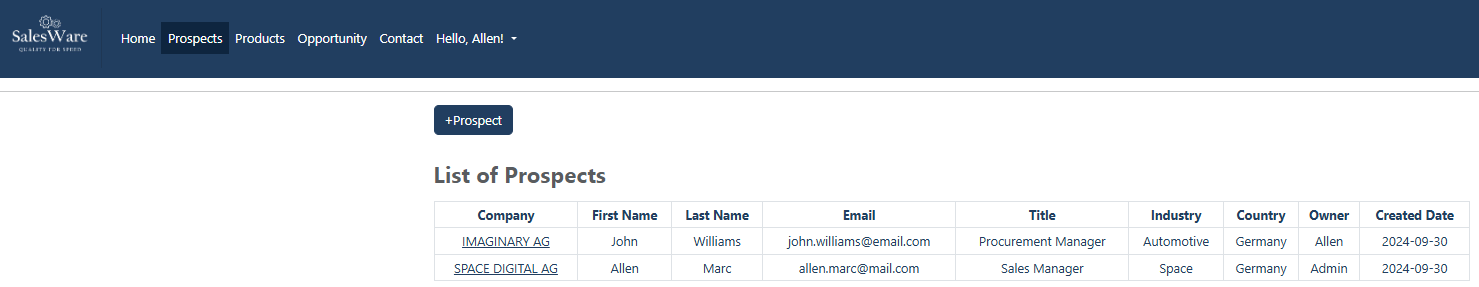 SalesWare
QUALITY FOR SPEED
Home Prospects Products Opportunity Contact Hello, Allen!
+Prospect
List of Prospects
Company First Name Last Name Email Title Industry Country Owner Created Date
IMAGINARY AG John Williams john.williams@email.com Procurement Manager Automotive Germany Allen 2024-09-30
SPACE DIGITAL AG Allen Marc allen.marc@mail.com Sales Manager Space Germany Admin 2024-09-30